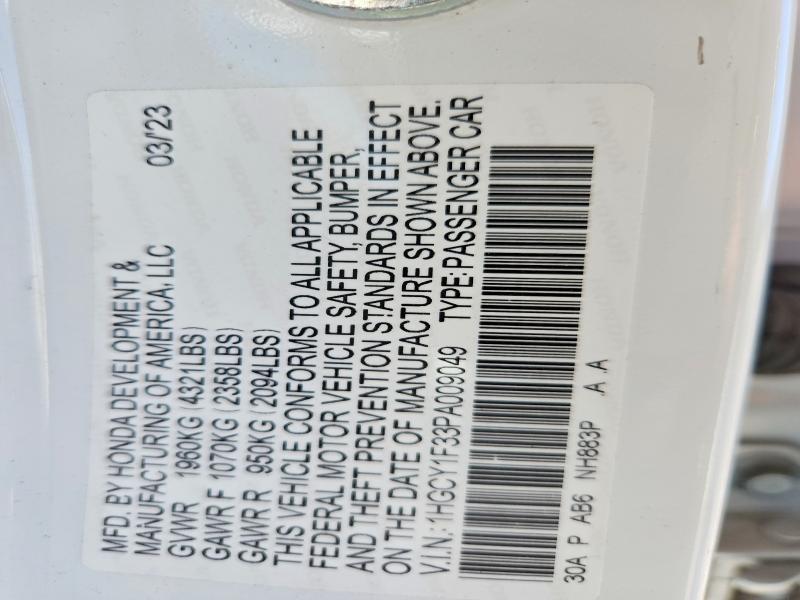 MFD. BY HONDA DEVELOPMENT &
MANUFACTURING OF AMERICA, LLC 03/'23
GVWR 1960KG (4321LBS)
GAWR F 1070KG (2358LBS)
GAWR R 950KG (2094LBS)
THIS VEHICLE CONFORMS TO ALL APPLICABLE
FEDERAL MOTOR VEHICLE SAFETY, BUMPER,
AND THEFT PREVENTION STANDARDS IN EFFECT
ON THE DATE OF MANUFACTURE SHOWN ABOVE.
V.I.N.: 1HGCY1F33PA009049 TYPE: PASSENGER CAR
30A P AB6 NH883P A A